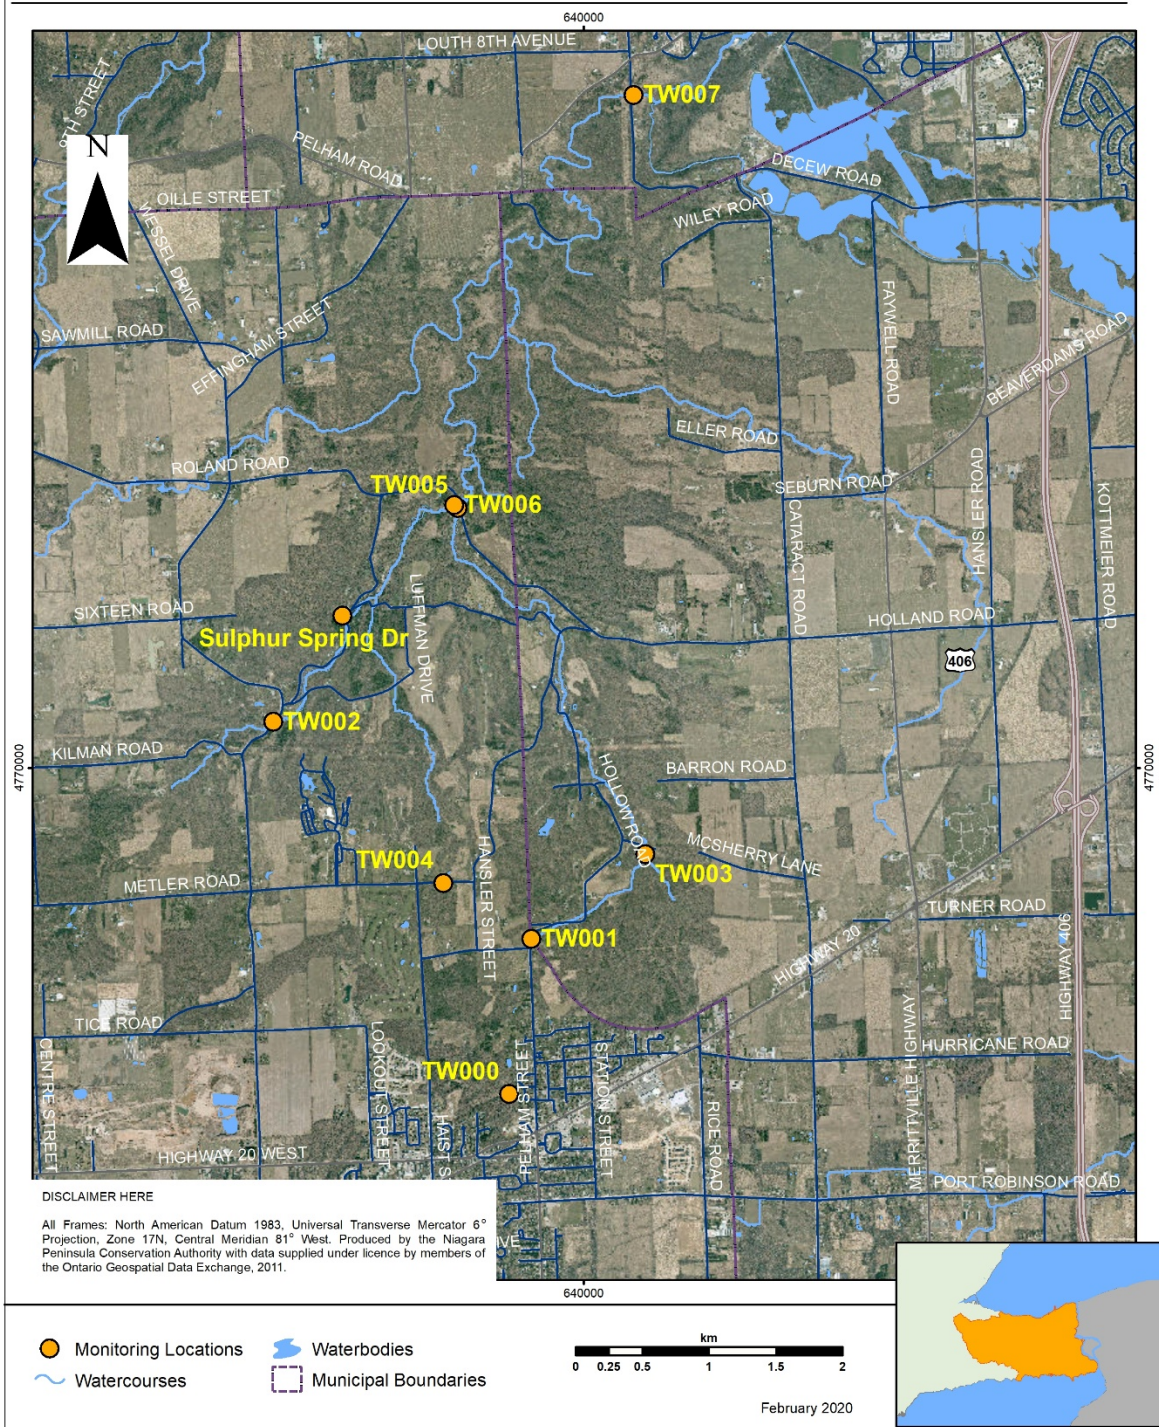 640000
LOUTH 8TH AVENUE
TW007
9TH STREET
N
PELHAM ROAD
DECEW ROAD
OILLE STREET
WILEY ROAD
WESSEL DRIVE
SAWMILL ROAD
EFFINGHAM STREET
FAYWELL ROAD
BEAVERDAMS ROAD
ELLER ROAD
ROLAND ROAD
TW005
TW006
SEBURN ROAD
CATARACT ROAD
HANSLER ROAD
KOTTMEIER ROAD
SIXTEEN ROAD
LUFFMAN DRIVE
HOLLAND ROAD
Sulphur Spring Dr
406
TW002
KILMAN ROAD
4770000
4770000
BARRON ROAD
HOLLOW ROAD
MCSHERRY LANE
TW004
TW003
METLER ROAD
HANSLER STREET
TURNER ROAD
TW001
HIGHWAY 20
HIGHWAY 406
MERRITVILLE HIGHWAY
TICE ROAD
HURRICANE ROAD
CENTRE STREET
LOOKOUT STREET
TW000
HAIST S
PELHAM STREET
STATION STREET
RICE ROAD
HIGHWAY 20 WEST
PORT ROBINSON ROAD
DISCLAIMER HERE
All Frames: North American Datum 1983, Universal Transverse Mercator 6°
Projection, Zone 17N, Central Meridian 81° West. Produced by the Niagara
Peninsula Conservation Authority with data supplied under licence by members of
the Ontario Geospatial Data Exchange, 2011.
640000
Monitoring Locations
Waterbodies
Watercourses
Municipal Boundaries
km
0 0.25 0.5 1 1.5 2
February 2020